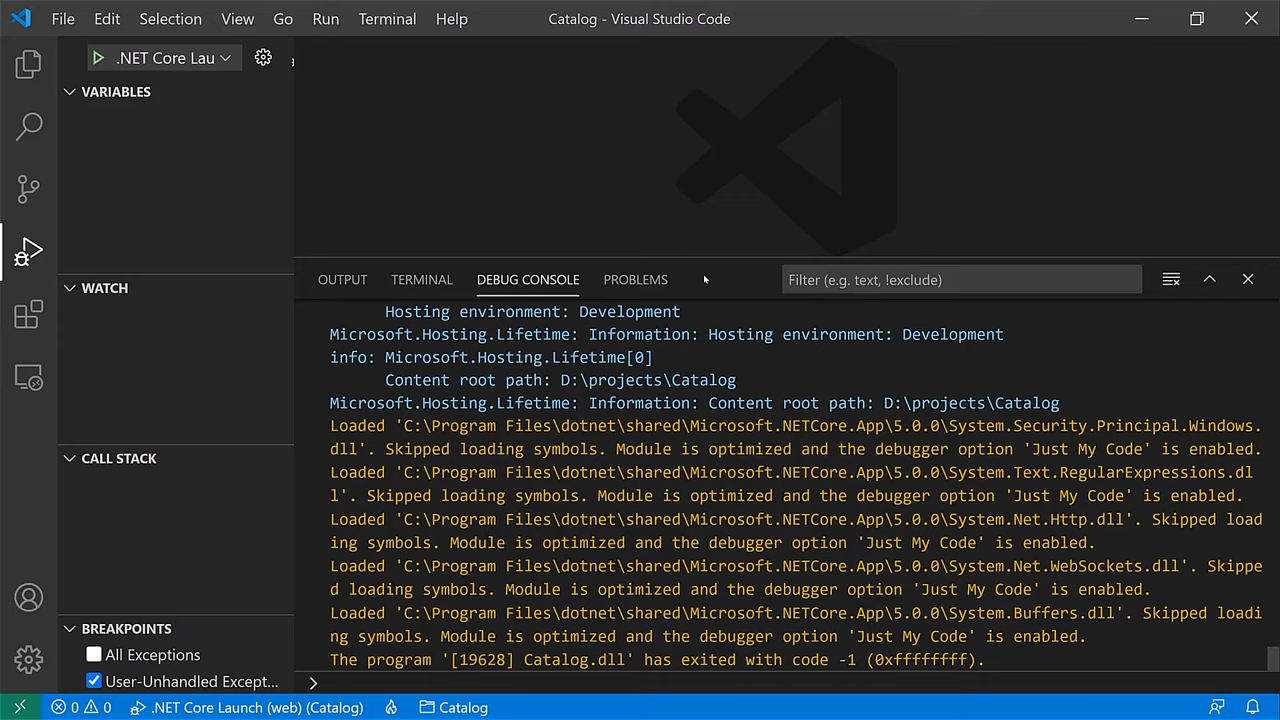 File Edit Selection View Go Run Terminal Help
Catalog - Visual Studio Code
.NET Core Lau
VARIABLES
WATCH
CALL STACK
BREAKPOINTS
All Exceptions
User-Unhandled Except...
OUTPUT TERMINAL DEBUG CONSOLE PROBLEMS
Filter (e.g. text, !exclude)
Hosting environment: Development
Microsoft.Hosting.Lifetime: Information: Hosting environment: Development
info: Microsoft.Hosting.Lifetime[0]
Content root path: D:\projects\Catalog
Microsoft.Hosting.Lifetime: Information: Content root path: D:\projects\Catalog
Loaded 'C:\Program Files\dotnet\shared\Microsoft.NETCore.App\5.0.0\System.Security.Principal.Windows.
dll'. Skipped loading symbols. Module is optimized and the debugger option 'Just My Code' is enabled.
Loaded 'C:\Program Files\dotnet\shared\Microsoft.NETCore.App\5.0.0\System.Text.RegularExpressions.dl
l'. Skipped loading symbols. Module is optimized and the debugger option 'Just My Code' is enabled.
Loaded 'C:\Program Files\dotnet\shared\Microsoft.NETCore.App\5.0.0\System.Net.Http.dll'. Skipped load
ing symbols. Module is optimized and the debugger option 'Just My Code' is enabled.
Loaded 'C:\Program Files\dotnet\shared\Microsoft.NETCore.App\5.0.0\System.Net.WebSockets.dll'. Skippe
d loading symbols. Module is optimized and the debugger option 'Just My Code' is enabled.
Loaded 'C:\Program Files\dotnet\shared\Microsoft.NETCore.App\5.0.0\System.Buffers.dll'. Skipped loadi
ng symbols. Module is optimized and the debugger option 'Just My Code' is enabled.
The program '[19628] Catalog.dll' has exited with code -1 (0xffffffff).
0 0 .NET Core Launch (web) (Catalog) Catalog